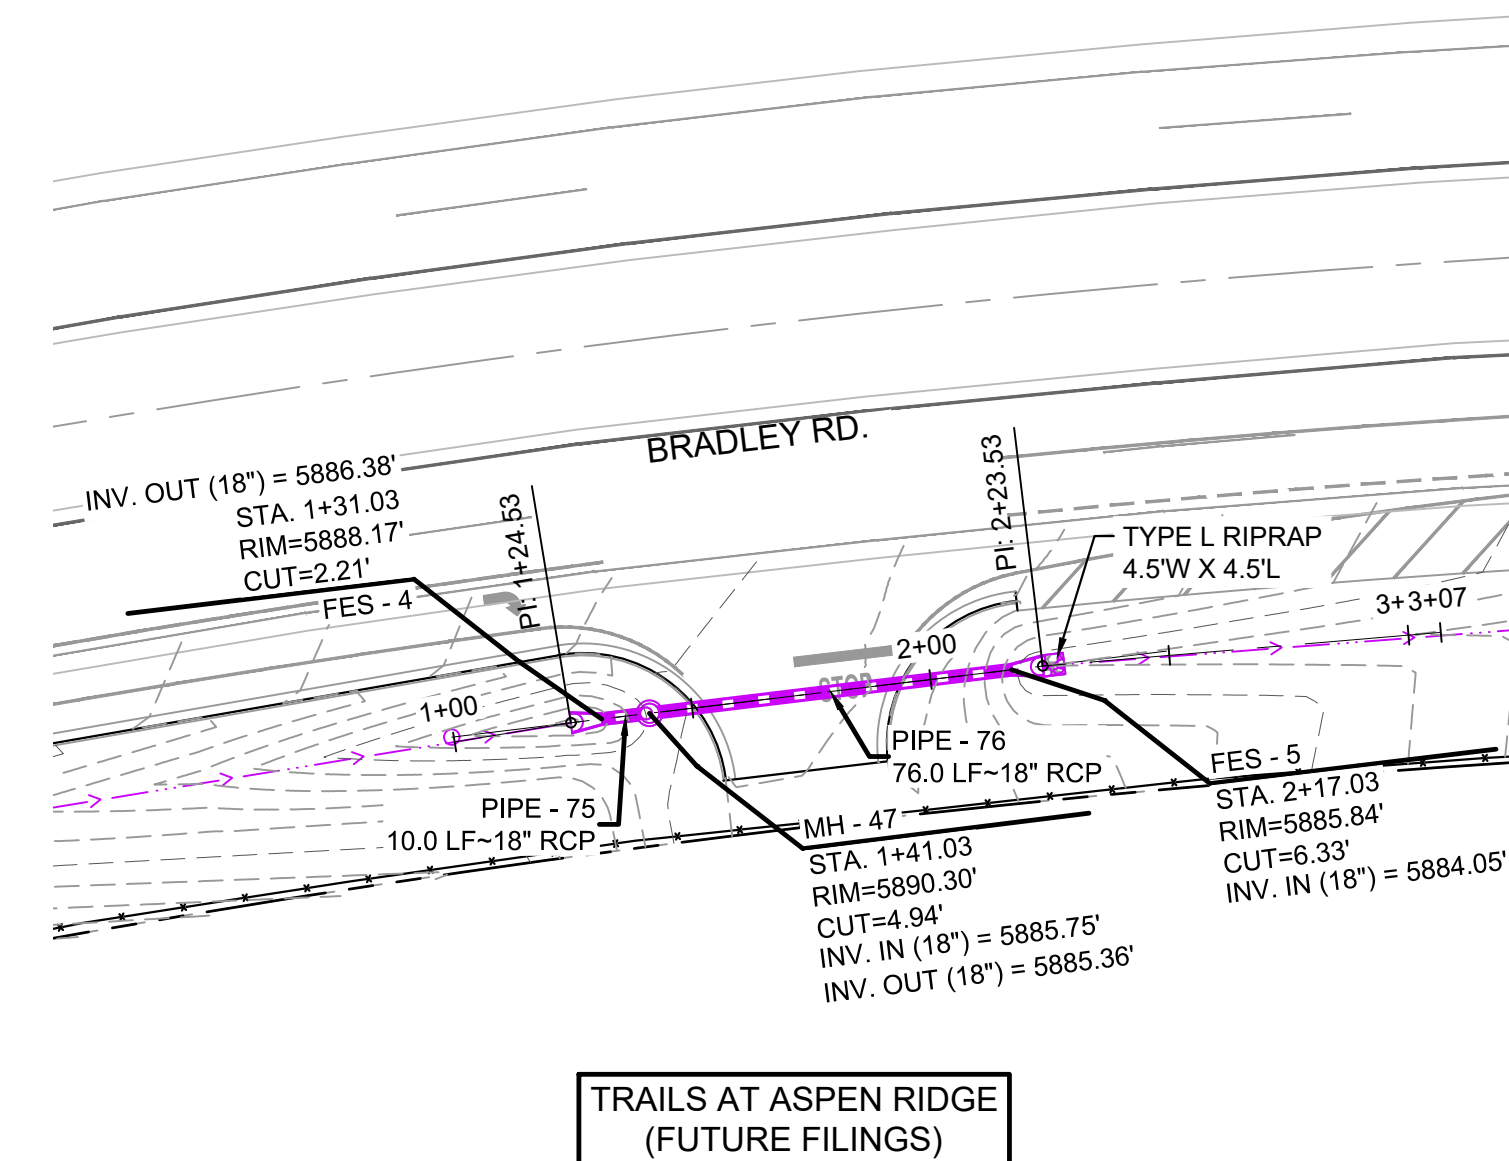 BRADLEY RD.
INV. OUT (18") = 5886.38'
STA. 1+31.03
RIM=5888.17'
CUT=2.21'
FES - 4
PI: 1+24.53
PI: 2+23.53
TYPE L RIPRAP
4.5'W X 4.5'L
1+00
2+00
3+3+07
STOP
PIPE - 75
10.0 LF~18" RCP
PIPE - 76
76.0 LF~18" RCP
MH - 47
STA. 1+41.03
RIM=5890.30'
CUT=4.94'
INV. IN (18") = 5885.75'
INV. OUT (18") = 5885.36'
FES - 5
STA. 2+17.03
RIM=5885.84'
CUT=6.33'
INV. IN (18") = 5884.05'
TRAILS AT ASPEN RIDGE
(FUTURE FILINGS)